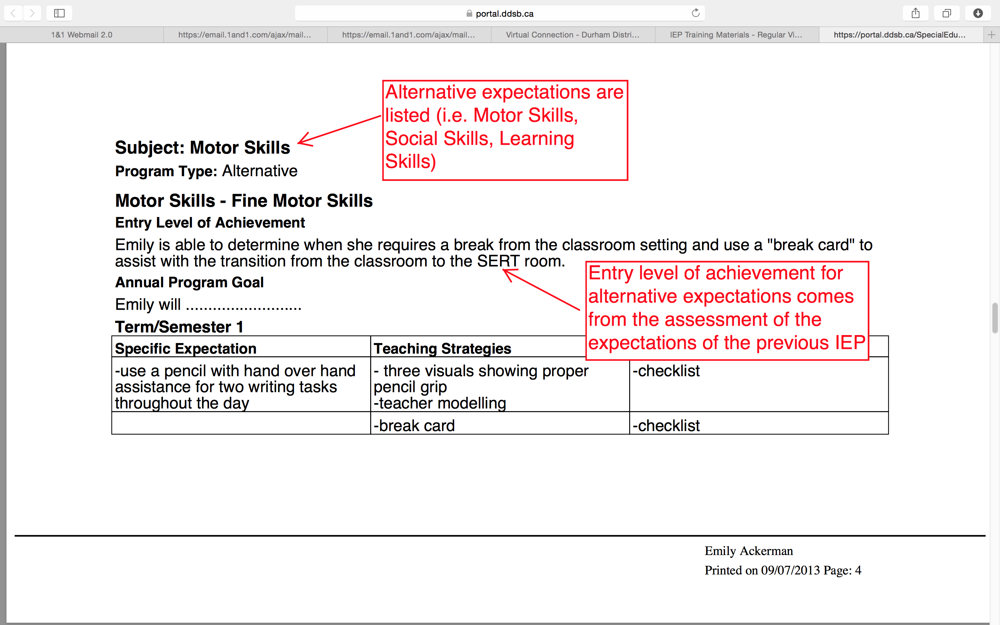 portal.ddsb.ca
1&1 Webmail 2.0
https://email.1and1.com/ajax/mail...
https://email.1and1.com/ajax/mail...
Virtual Connection - Durham Distri...
IEP Training Materials - Regular Vi...
https://portal.ddsb.ca/SpecialEdu...
Alternative expectations are
listed (i.e. Motor Skills,
Social Skills, Learning
Skills)
Subject: Motor Skills
Program Type: Alternative
Motor Skills - Fine Motor Skills
Entry Level of Achievement
Emily is able to determine when she requires a break from the classroom setting and use a "break card" to
assist with the transition from the classroom to the SERT room.
Entry level of achievement for
alternative expectations comes
from the assessment of the
expectations of the previous IEP
Annual Program Goal
Emily will ..........................
Term/Semester 1
Specific Expectation
Teaching Strategies
-use a pencil with hand over hand
assistance for two writing tasks
throughout the day
- three visuals showing proper
pencil grip
-teacher modelling
-checklist
-break card
-checklist
Emily Ackerman
Printed on 09/07/2013 Page: 4